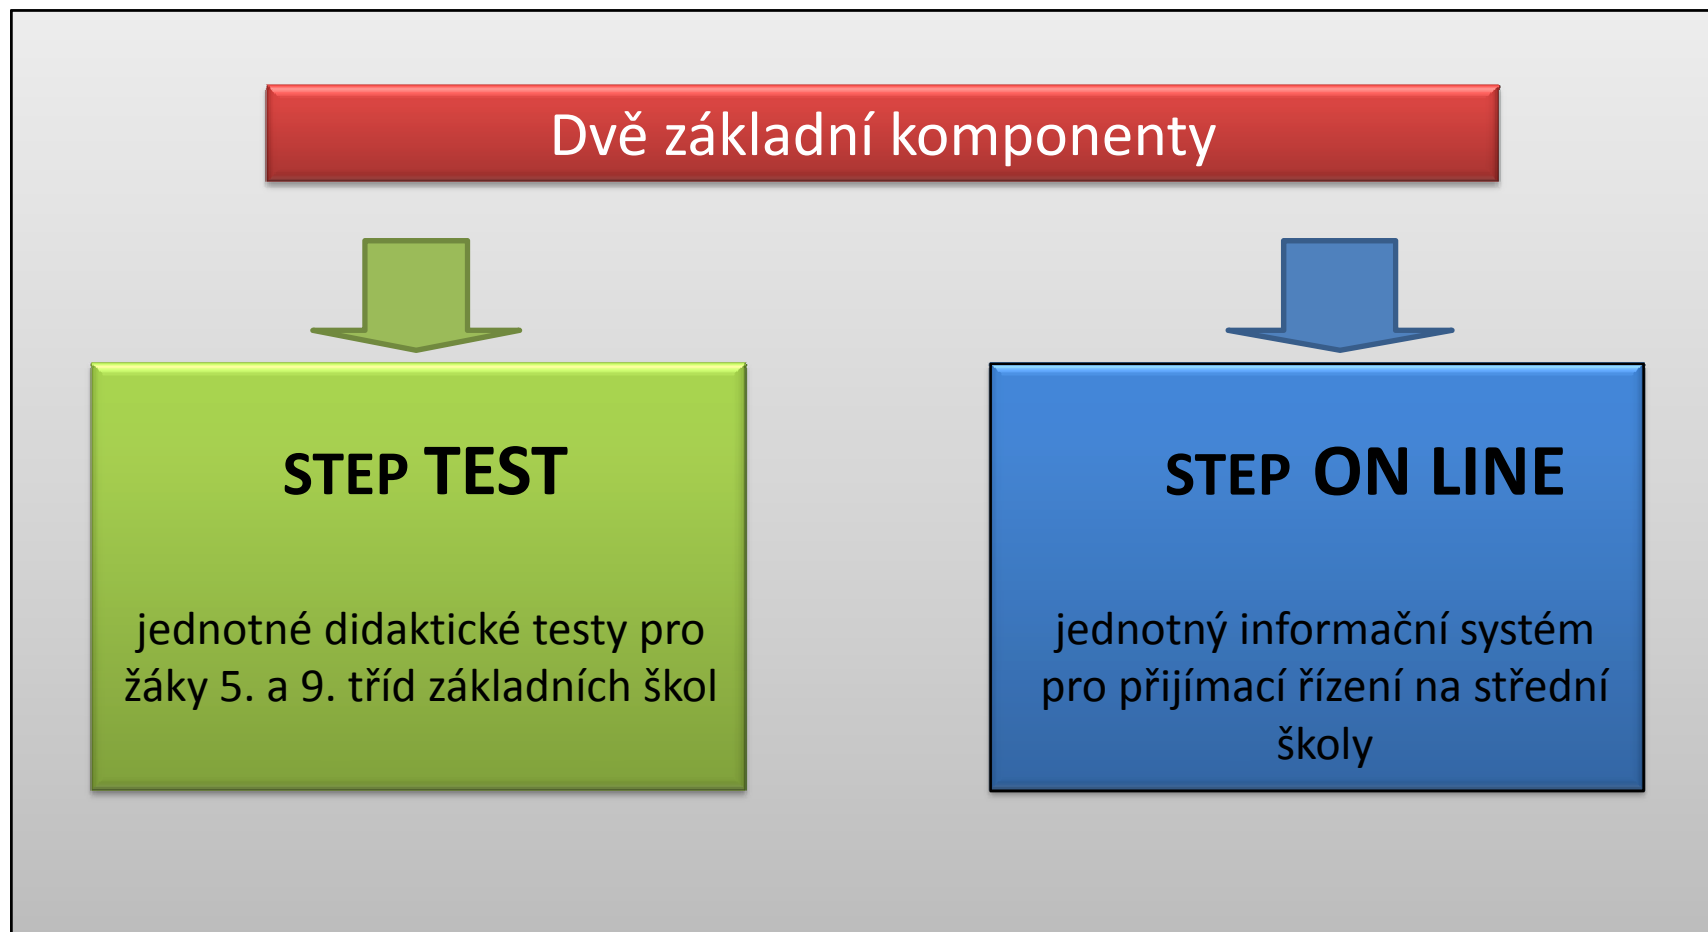 Dvě základní komponenty
STEP TEST
jednotné didaktické testy pro
žáky 5. a 9. tříd základních škol
STEP ON LINE
jednotný informační systém
pro přijímací řízení na střední
školy